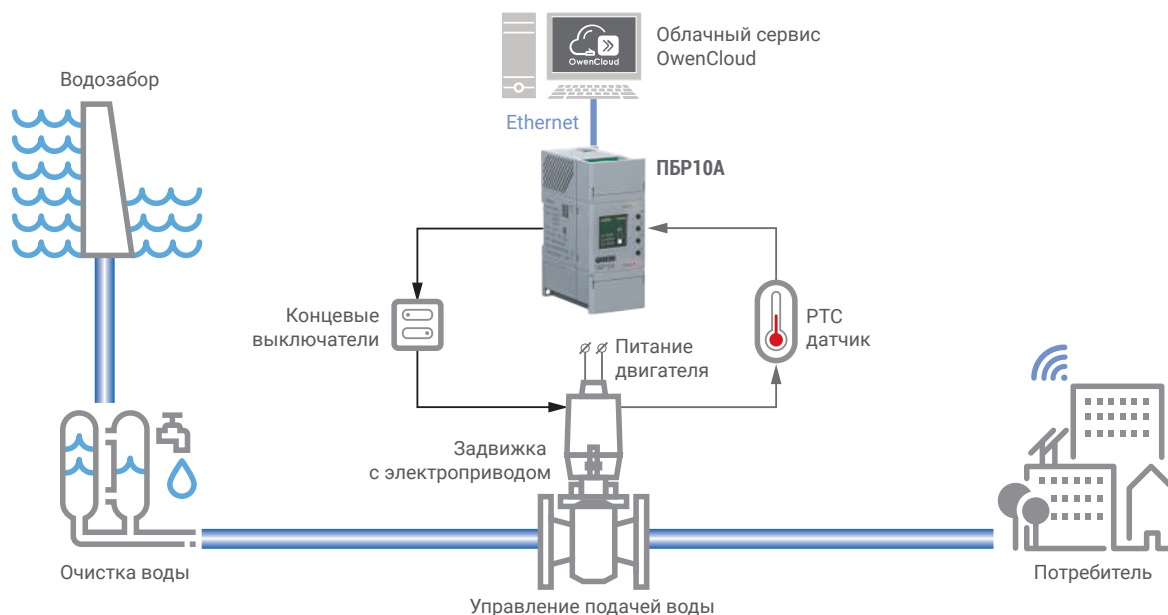 Облачный сервис
OwenCloud
OwenCloud
Водозабор
Ethernet
ПБР10А
Концевые
выключатели
РТС
датчик
Питание
двигателя
Задвижка
с электроприводом
Очистка воды
Потребитель
Управление подачей воды